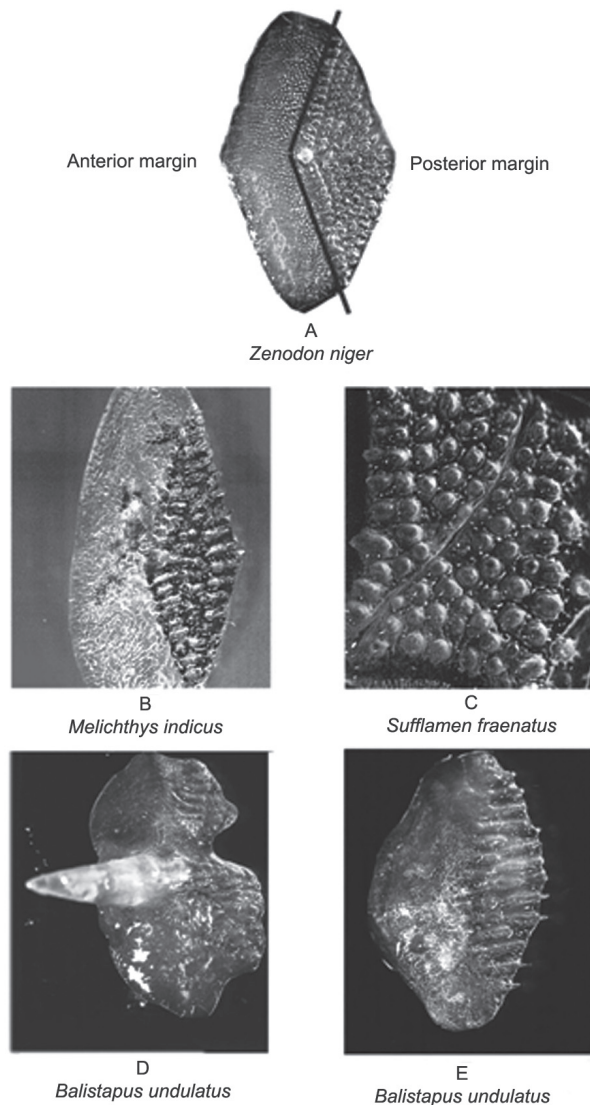 Anterior margin
Posterior margin
A
Zenodon niger
B
Melichthys indicus
C
Sufflamen fraenatus
D
Balistapus undulatus
E
Balistapus undulatus